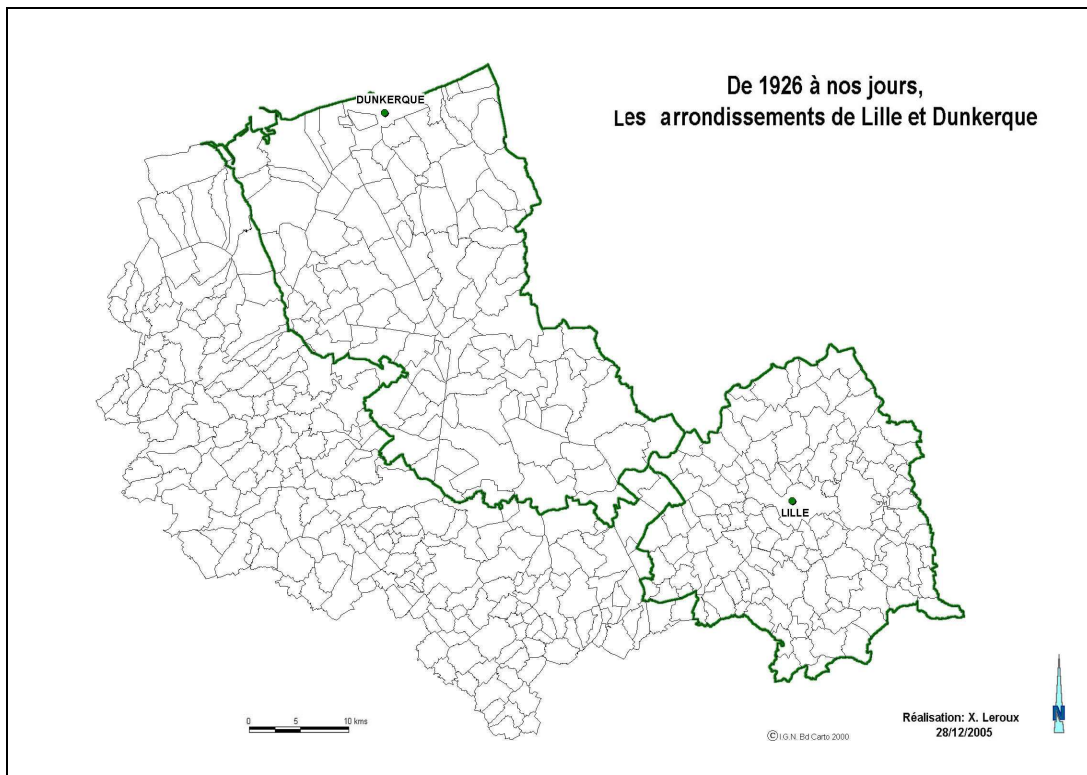 De 1926 à nos jours,
Les arrondissements de Lille et Dunkerque
DUNKERQUE
LILLE
0 5 10 kms
© I.G.N. Bd Carto 2000
Réalisation: X. Leroux
28/12/2005
N